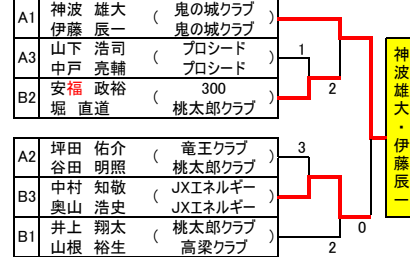 A1 神波 雄大 ( 鬼の城クラブ )
伊藤 辰一 鬼の城クラブ
A3 山下 浩司 ( プロシード ) 1
中戸 亮輔 プロシード
B2 安福 政裕 ( 300 ) 2
堀 直道 桃太郎クラブ
神波雄大・伊藤辰一
A2 坪田 佑介 ( 竜王クラブ ) 3
谷田 明照 桃太郎クラブ
B3 中村 知敬 ( JXエネルギー )
奥山 浩史 JXエネルギー
0
B1 井上 翔太 ( 桃太郎クラブ )
山根 裕生 高梁クラブ 2